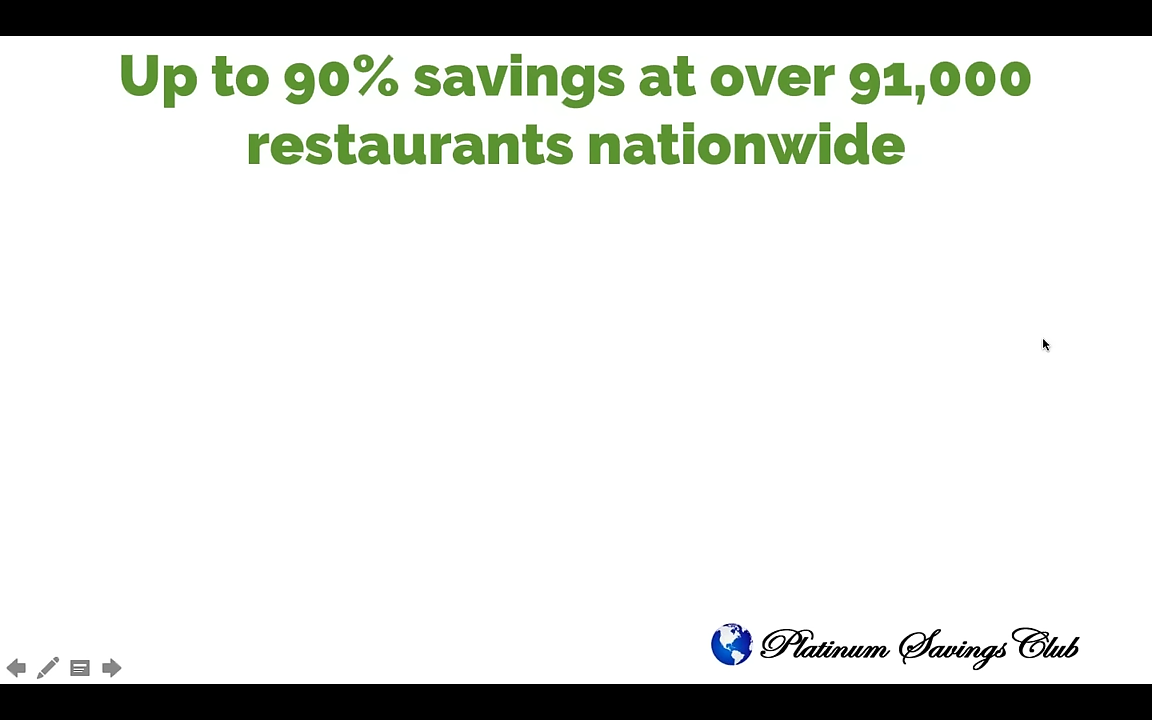 Up to 90% savings at over 91,000
restaurants nationwide
Platinum Savings Club